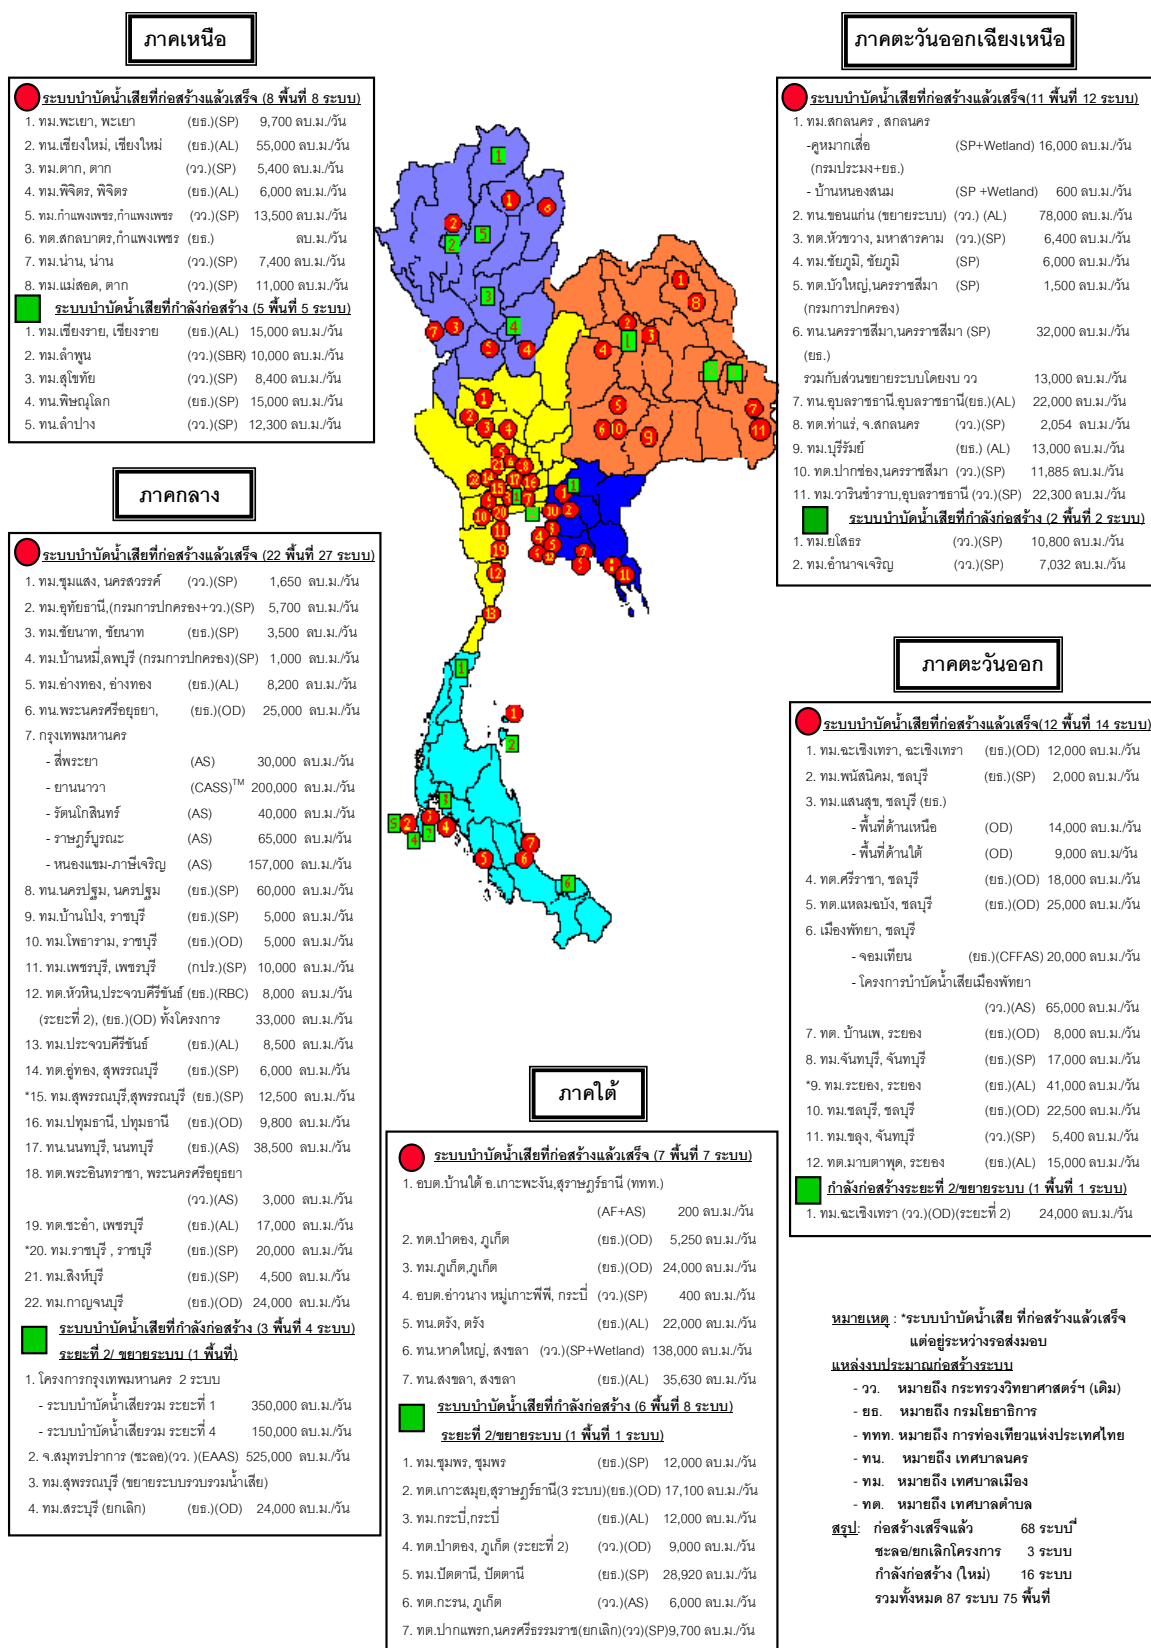 ภาคเหนือ
ระบบบำบัดน้ำเสียที่ก่อสร้างแล้วเสร็จ (8 พื้นที่ 8 ระบบ)
1. ทม.พะเยา, พะเยา (ยธ.)(SP) 9,700 ลบ.ม./วัน
2. ทน.เชียงใหม่, เชียงใหม่ (ยธ.)(AL) 55,000 ลบ.ม./วัน
3. ทม.ตาก, ตาก (วว.)(SP) 5,400 ลบ.ม./วัน
4. ทม.พิจิตร, พิจิตร (ยธ.)(AL) 6,000 ลบ.ม./วัน
5. ทม.กำแพงเพชร,กำแพงเพชร (วว.)(SP) 13,500 ลบ.ม./วัน
6. ทต.สกลบาตร,กำแพงเพชร (ยธ.) ลบ.ม./วัน
7. ทม.น่าน, น่าน (วว.)(SP) 7,400 ลบ.ม./วัน
8. ทม.แม่สอด, ตาก (วว.)(SP) 11,000 ลบ.ม./วัน
ระบบบำบัดน้ำเสียที่กำลังก่อสร้าง (5 พื้นที่ 5 ระบบ)
1. ทม.เชียงราย, เชียงราย (ยธ.)(AL) 15,000 ลบ.ม./วัน
2. ทม.ลำพูน (วว.)(SBR) 10,000 ลบ.ม./วัน
3. ทม.สุโขทัย (วว.)(SP) 8,400 ลบ.ม./วัน
4. ทน.พิษณุโลก (ยธ.)(SP) 15,000 ลบ.ม./วัน
5. ทน.ลำปาง (วว.)(SP) 12,300 ลบ.ม./วัน
ภาคกลาง
ระบบบำบัดน้ำเสียที่ก่อสร้างแล้วเสร็จ (22 พื้นที่ 27 ระบบ)
1. ทม.ชุมแสง, นครสวรรค์ (วว.)(SP) 1,650 ลบ.ม./วัน
2. ทม.อุทัยธานี,(กรมการปกครอง+วว.)(SP) 5,700 ลบ.ม./วัน
3. ทม.ชัยนาท, ชัยนาท (ยธ.)(SP) 3,500 ลบ.ม./วัน
4. ทม.บ้านหมี่,ลพบุรี (กรมการปกครอง)(SP) 1,000 ลบ.ม./วัน
5. ทม.อ่างทอง, อ่างทอง (ยธ.)(AL) 8,200 ลบ.ม./วัน
6. ทน.พระนครศรีอยุธยา, (ยธ.)(OD) 25,000 ลบ.ม./วัน
7. กรุงเทพมหานคร
- สี่พระยา (AS) 30,000 ลบ.ม./วัน
- ยานนาวา (CASS)TM 200,000 ลบ.ม./วัน
- รัตนโกสินทร์ (AS) 40,000 ลบ.ม./วัน
- ราษฎร์บูรณะ (AS) 65,000 ลบ.ม/วัน
- หนองแขม-ภาษีเจริญ (AS) 157,000 ลบ.ม./วัน
8. ทน.นครปฐม, นครปฐม (ยธ.)(SP) 60,000 ลบ.ม./วัน
9. ทม.บ้านโป่ง, ราชบุรี (ยธ.)(SP) 5,000 ลบ.ม./วัน
10. ทม.โพธาราม, ราชบุรี (ยธ.)(OD) 5,000 ลบ.ม./วัน
11. ทม.เพชรบุรี, เพชรบุรี (กปร.)(SP) 10,000 ลบ.ม./วัน
12. ทต.หัวหิน,ประจวบคีรีขันธ์ (ยธ.)(RBC) 8,000 ลบ.ม./วัน
(ระยะที่ 2), (ยธ.)(OD) ทั้งโครงการ 33,000 ลบ.ม./วัน
13. ทม.ประจวบคีรีขันธ์ (ยธ.)(AL) 8,500 ลบ.ม./วัน
14. ทต.อู่ทอง, สุพรรณบุรี (ยธ.)(SP) 6,000 ลบ.ม./วัน
*15. ทม.สุพรรณบุรี,สุพรรณบุรี (ยธ.)(SP) 12,500 ลบ.ม./วัน
16. ทม.ปทุมธานี, ปทุมธานี (ยธ.)(OD) 9,800 ลบ.ม./วัน
17. ทน.นนทบุรี, นนทบุรี (ยธ.)(AS) 38,500 ลบ.ม./วัน
18. ทต.พระอินทราชา, พระนครศรีอยุธยา
(วว.)(AS) 3,000 ลบ.ม./วัน
19. ทต.ชะอำ, เพชรบุรี (ยธ.)(AL) 17,000 ลบ.ม./วัน
*20. ทม.ราชบุรี , ราชบุรี (ยธ.)(SP) 20,000 ลบ.ม./วัน
21. ทม.สิงห์บุรี (ยธ.)(SP) 4,500 ลบ.ม./วัน
22. ทม.กาญจนบุรี (ยธ.)(OD) 24,000 ลบ.ม./วัน
ระบบบำบัดน้ำเสียที่กำลังก่อสร้าง (3 พื้นที่ 4 ระบบ)
ระยะที่ 2/ ขยายระบบ (1 พื้นที่)
1. โครงการกรุงเทพมหานคร 2 ระบบ
- ระบบบำบัดน้ำเสียรวม ระยะที่ 1 350,000 ลบ.ม./วัน
- ระบบบำบัดน้ำเสียรวม ระยะที่ 4 150,000 ลบ.ม./วัน
2. จ.สมุทรปราการ (ชะลอ)(วว. )(EAAS) 525,000 ลบ.ม./วัน
3. ทม.สุพรรณบุรี (ขยายระบบรวบรวมน้ำเสีย)
4. ทม.สระบุรี (ยกเลิก) (ยธ.)(OD) 24,000 ลบ.ม./วัน
ภาคตะวันออกเฉียงเหนือ
ระบบบำบัดน้ำเสียที่ก่อสร้างแล้วเสร็จ(11 พื้นที่ 12 ระบบ)
1. ทม.สกลนคร , สกลนคร
-คูหมากเสื่อ (SP+Wetland) 16,000 ลบ.ม./วัน
(กรมประมง+ยธ.)
- บ้านหนองสนม (SP +Wetland) 600 ลบ.ม./วัน
2. ทน.ขอนแก่น (ขยายระบบ) (วว.) (AL) 78,000 ลบ.ม./วัน
3. ทต.หัวขวาง, มหาสารคาม (วว.)(SP) 6,400 ลบ.ม./วัน
4. ทม.ชัยภูมิ, ชัยภูมิ (SP) 6,000 ลบ.ม./วัน
5. ทต.บัวใหญ่,นครราชสีมา (SP) 1,500 ลบ.ม./วัน
(กรมการปกครอง)
6. ทน.นครราชสีมา,นครราชสีมา (SP) 32,000 ลบ.ม./วัน
(ยธ.)
รวมกับส่วนขยายระบบโดยงบ วว 13,000 ลบ.ม./วัน
7. ทน.อุบลราชธานี.อุบลราชธานี(ยธ.)(AL) 22,000 ลบ.ม./วัน
8. ทต.ท่าแร่, จ.สกลนคร (วว.)(SP) 2,054 ลบ.ม./วัน
9. ทม.บุรีรัมย์ (ยธ.) (AL) 13,000 ลบ.ม./วัน
10. ทต.ปากช่อง,นครราชสีมา (วว.)(SP) 11,885 ลบ.ม./วัน
11. ทม.วารินชำราบ,อุบลราชธานี (วว.)(SP) 22,300 ลบ.ม./วัน
ระบบบำบัดน้ำเสียที่กำลังก่อสร้าง (2 พื้นที่ 2 ระบบ)
1. ทม.ยโสธร (วว.)(SP) 10,800 ลบ.ม./วัน
2. ทม.อำนาจเจริญ (วว.)(SP) 7,032 ลบ.ม./วัน
ภาคตะวันออก
ระบบบำบัดน้ำเสียที่ก่อสร้างแล้วเสร็จ(12 พื้นที่ 14 ระบบ)
1. ทม.ฉะเชิงเทรา, ฉะเชิงเทรา (ยธ.)(OD) 12,000 ลบ.ม./วัน
2. ทม.พนัสนิคม, ชลบุรี (ยธ.)(SP) 2,000 ลบ.ม./วัน
3. ทม.แสนสุข, ชลบุรี (ยธ.)
- พื้นที่ด้านเหนือ (OD) 14,000 ลบ.ม./วัน
- พื้นที่ด้านใต้ (OD) 9,000 ลบ.ม/วัน
4. ทต.ศรีราชา, ชลบุรี (ยธ.)(OD) 18,000 ลบ.ม./วัน
5. ทต.แหลมฉบัง, ชลบุรี (ยธ.)(OD) 25,000 ลบ.ม./วัน
6. เมืองพัทยา, ชลบุรี
- จอมเทียน (ยธ.)(CFFAS) 20,000 ลบ.ม./วัน
- โครงการบำบัดน้ำเสียเมืองพัทยา
(วว.)(AS) 65,000 ลบ.ม./วัน
7. ทต. บ้านเพ, ระยอง (ยธ.)(OD) 8,000 ลบ.ม./วัน
8. ทม.จันทบุรี, จันทบุรี (ยธ.)(SP) 17,000 ลบ.ม./วัน
*9. ทม.ระยอง, ระยอง (ยธ.)(AL) 41,000 ลบ.ม./วัน
10. ทม.ชลบุรี, ชลบุรี (ยธ.)(OD) 22,500 ลบ.ม./วัน
11. ทม.ขลุง, จันทบุรี (วว.)(SP) 5,400 ลบ.ม./วัน
12. ทต.มาบตาพุด, ระยอง (ยธ.)(AL) 15,000 ลบ.ม./วัน
กำลังก่อสร้างระยะที่ 2/ขยายระบบ (1 พื้นที่ 1 ระบบ)
1. ทม.ฉะเชิงเทรา (วว.)(OD)(ระยะที่ 2) 24,000 ลบ.ม./วัน
ภาคใต้
ระบบบำบัดน้ำเสียที่ก่อสร้างแล้วเสร็จ (7 พื้นที่ 7 ระบบ)
1. อบต.บ้านใต้ อ.เกาะพะงัน,สุราษฎร์ธานี (ททท.)
(AF+AS) 200 ลบ.ม./วัน
2. ทต.ป่าตอง, ภูเก็ต (ยธ.)(OD) 5,250 ลบ.ม./วัน
3. ทม.ภูเก็ต,ภูเก็ต (ยธ.)(OD) 24,000 ลบ.ม./วัน
4. อบต.อ่าวนาง หมู่เกาะพีพี, กระบี่ (วว.)(SP) 400 ลบ.ม./วัน
5. ทน.ตรัง, ตรัง (ยธ.)(AL) 22,000 ลบ.ม./วัน
6. ทน.หาดใหญ่, สงขลา (วว.)(SP+Wetland) 138,000 ลบ.ม./วัน
7. ทน.สงขลา, สงขลา (ยธ.)(AL) 35,630 ลบ.ม./วัน
ระบบบำบัดน้ำเสียที่กำลังก่อสร้าง (6 พื้นที่ 8 ระบบ)
ระยะที่ 2/ขยายระบบ (1 พื้นที่ 1 ระบบ)
1. ทม.ชุมพร, ชุมพร (ยธ.)(SP) 12,000 ลบ.ม./วัน
2. ทต.เกาะสมุย,สุราษฎร์ธานี(3 ระบบ)(ยธ.)(OD) 17,100 ลบ.ม./วัน
3. ทม.กระบี่,กระบี่ (ยธ.)(AL) 12,000 ลบ.ม./วัน
4. ทต.ป่าตอง, ภูเก็ต (ระยะที่ 2) (วว.)(OD) 9,000 ลบ.ม./วัน
5. ทม.ปัตตานี, ปัตตานี (ยธ.)(SP) 28,920 ลบ.ม./วัน
6. ทต.กะรน, ภูเก็ต (วว.)(AS) 6,000 ลบ.ม./วัน
7. ทต.ปากแพรก,นครศรีธรรมราช(ยกเลิก)(วว)(SP)9,700 ลบ.ม./วัน
หมายเหตุ : *ระบบบำบัดน้ำเสีย ที่ก่อสร้างแล้วเสร็จ
แต่อยู่ระหว่างรอส่งมอบ
แหล่งงบประมาณก่อสร้างระบบ
- วว. หมายถึง กระทรวงวิทยาศาสตร์ฯ (เดิม)
- ยธ. หมายถึง กรมโยธาธิการ
- ททท. หมายถึง การท่องเที่ยวแห่งประเทศไทย
- ทน. หมายถึง เทศบาลนคร
- ทม. หมายถึง เทศบาลเมือง
- ทต. หมายถึง เทศบาลตำบล
สรุป: ก่อสร้างเสร็จแล้ว 68 ระบบี่
ชะลอ/ยกเลิกโครงการ 3 ระบบ
กำลังก่อสร้าง (ใหม่) 16 ระบบ
รวมทั้งหมด 87 ระบบ 75 พื้นที่